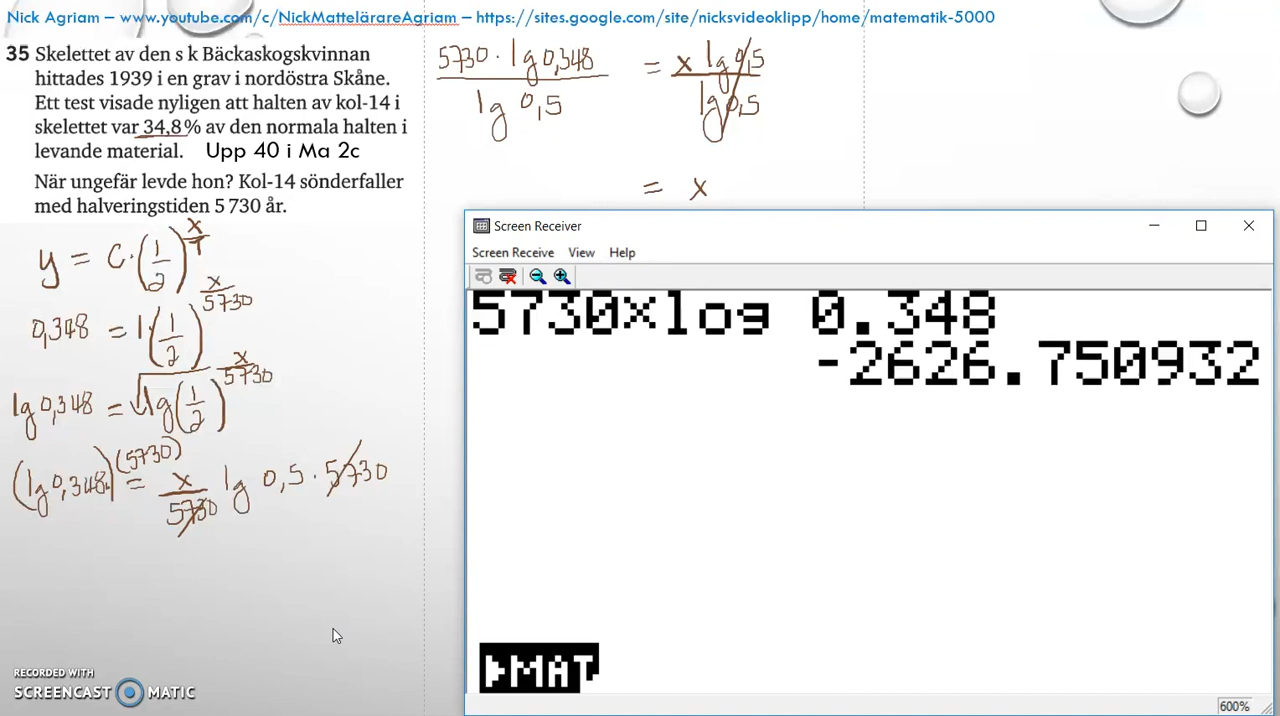 Nick Agriam – www.youtube.com/c/NickMattelärareAgriam – https://sites.google.com/site/nicksvideoklipp/home/matematik-5000
35 Skelettet av den s k Bäckaskogskvinnan
hittades 1939 i en grav i nordöstra Skåne.
Ett test visade nyligen att halten av kol-14 i
skelettet var 34,8% av den normala halten i
levande material. Upp 40 i Ma 2c
När ungefär levde hon? Kol-14 sönderfaller
med halveringstiden 5 730 år.
y = C·(1/2)^(x/T)
0,348 = 1(1/2)^(x/5730)
lg 0,348 = lg(1/2)^(x/5730)
(lg 0,348)(5730) = x/5730 lg 0,5 · 5730
5730 · lg 0,348 / lg 0,5 = x lg 0,5 / lg 0,5
= x
Screen Receiver
Screen Receive View Help
5730×log 0.348
-2626.750932
►MAT
600%
RECORDED WITH
SCREENCAST MATIC